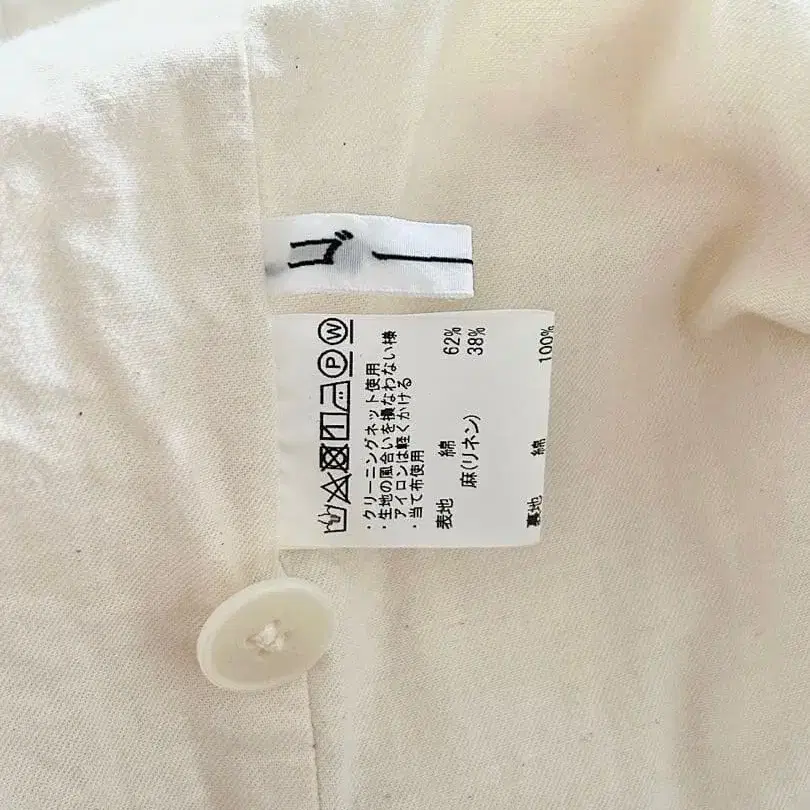 ゴ
Ⓟ Ⓦ
・クリーニングネット使用
・生地の風合いを損なわない様
アイロンは軽くかける
・当て布使用
表地 綿 62%
麻(リネン) 38%
裏地 綿 100%